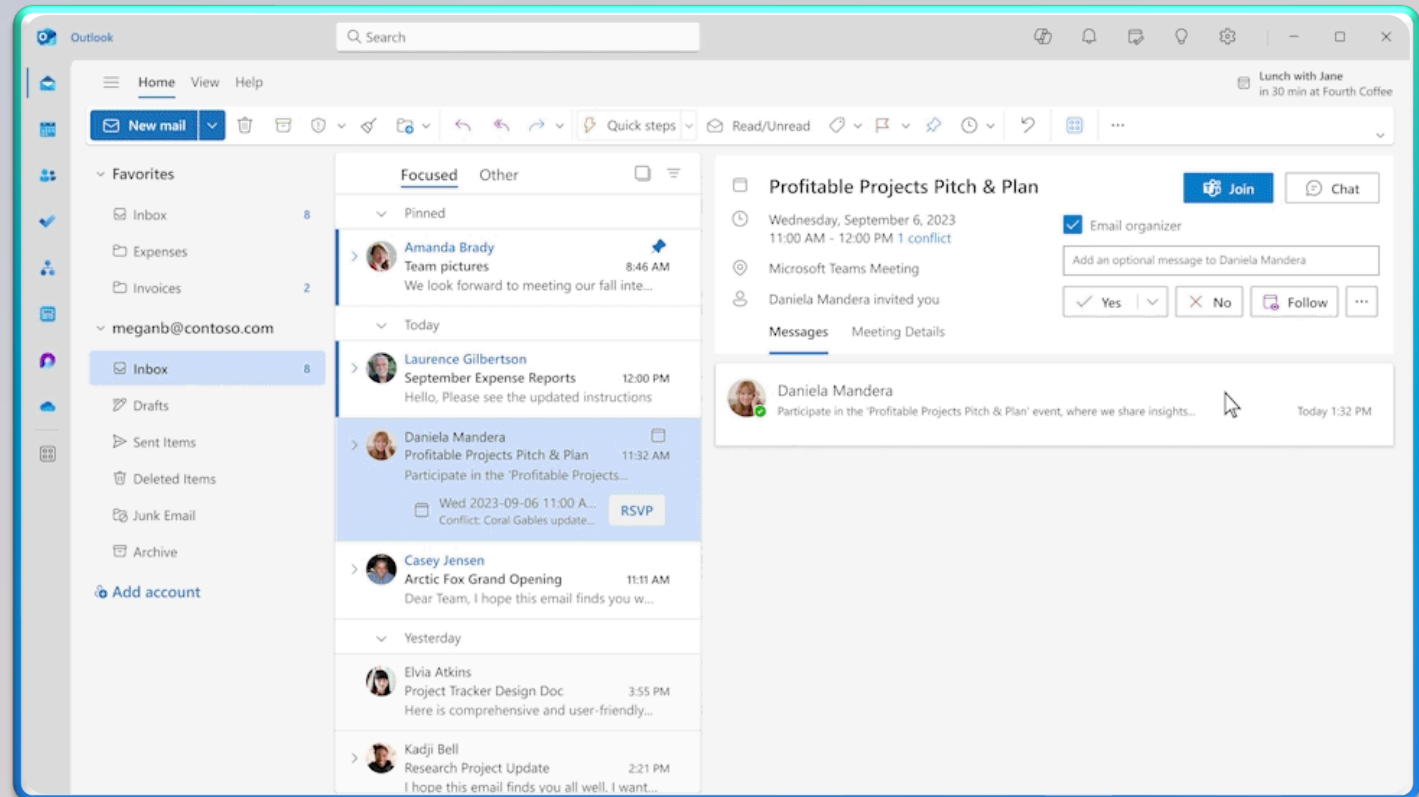 Outlook
Search
Home View Help
Lunch with Jane
in 30 min at Fourth Coffee
New mail
Quick steps
Read/Unread
Favorites
Inbox 8
Expenses
Invoices 2
meganb@contoso.com
Inbox 8
Drafts
Sent Items
Deleted Items
Junk Email
Archive
Add account
Focused Other
Pinned
Amanda Brady
Team pictures 8:46 AM
We look forward to meeting our fall inte...
Today
Laurence Gilbertson
September Expense Reports 12:00 PM
Hello, Please see the updated instructions
Daniela Mandera
Profitable Projects Pitch & Plan 11:32 AM
Participate in the 'Profitable Projects...
Wed 2023-09-06 11:00 A...
Conflict: Coral Gables update...
RSVP
Casey Jensen
Arctic Fox Grand Opening 11:11 AM
Dear Team, I hope this email finds you w...
Yesterday
Elvia Atkins
Project Tracker Design Doc 3:55 PM
Here is comprehensive and user-friendly...
Kadji Bell
Research Project Update 2:21 PM
I hope this email finds you all well. I want...
Profitable Projects Pitch & Plan
Join
Chat
Wednesday, September 6, 2023
11:00 AM - 12:00 PM 1 conflict
Microsoft Teams Meeting
Daniela Mandera invited you
Email organizer
Add an optional message to Daniela Mandera
Yes
No
Follow
...
Messages Meeting Details
Daniela Mandera
Participate in the 'Profitable Projects Pitch & Plan' event, where we share insights...
Today 1:32 PM